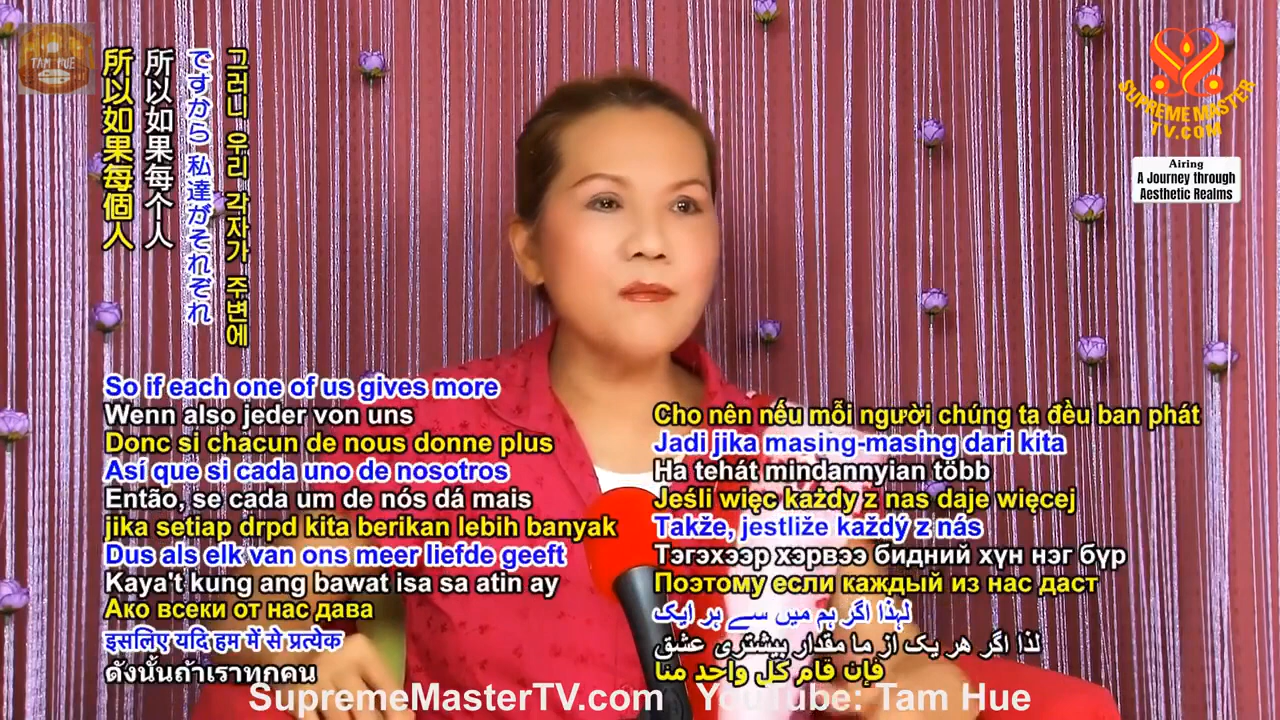 TAM HUE
SUPREME MASTER
TV.COM
Airing
A Journey through
Aesthetic Realms
所以如果每個人
所以如果每个人
ですから 私達がそれぞれ
그러니 우리 각자가 주변에
So if each one of us gives more
Wenn also jeder von uns
Donc si chacun de nous donne plus
Así que si cada uno de nosotros
Então, se cada um de nós dá mais
jika setiap drpd kita berikan lebih banyak
Dus als elk van ons meer liefde geeft
Kaya't kung ang bawat isa sa atin ay
Ако всеки от нас дава
इसलिए यदि हम में से प्रत्येक
ดังนั้นถ้าเราทุกคน
Cho nên nếu mỗi người chúng ta đều ban phát
Jadi jika masing-masing dari kita
Ha tehát mindannyian több
Jeśli więc każdy z nas daje więcej
Takže, jestliže každý z nás
Тэгэхээр хэрвээ бидний хүн нэг бүр
Поэтому если каждый из нас даст
لہذا اگر ہم میں سے ہر ایک
لذا اگر هر یک از ما مقدار بیشتری عشق
فإن قام كل واحد منا
SupremeMasterTV.com YouTube: Tam Hue